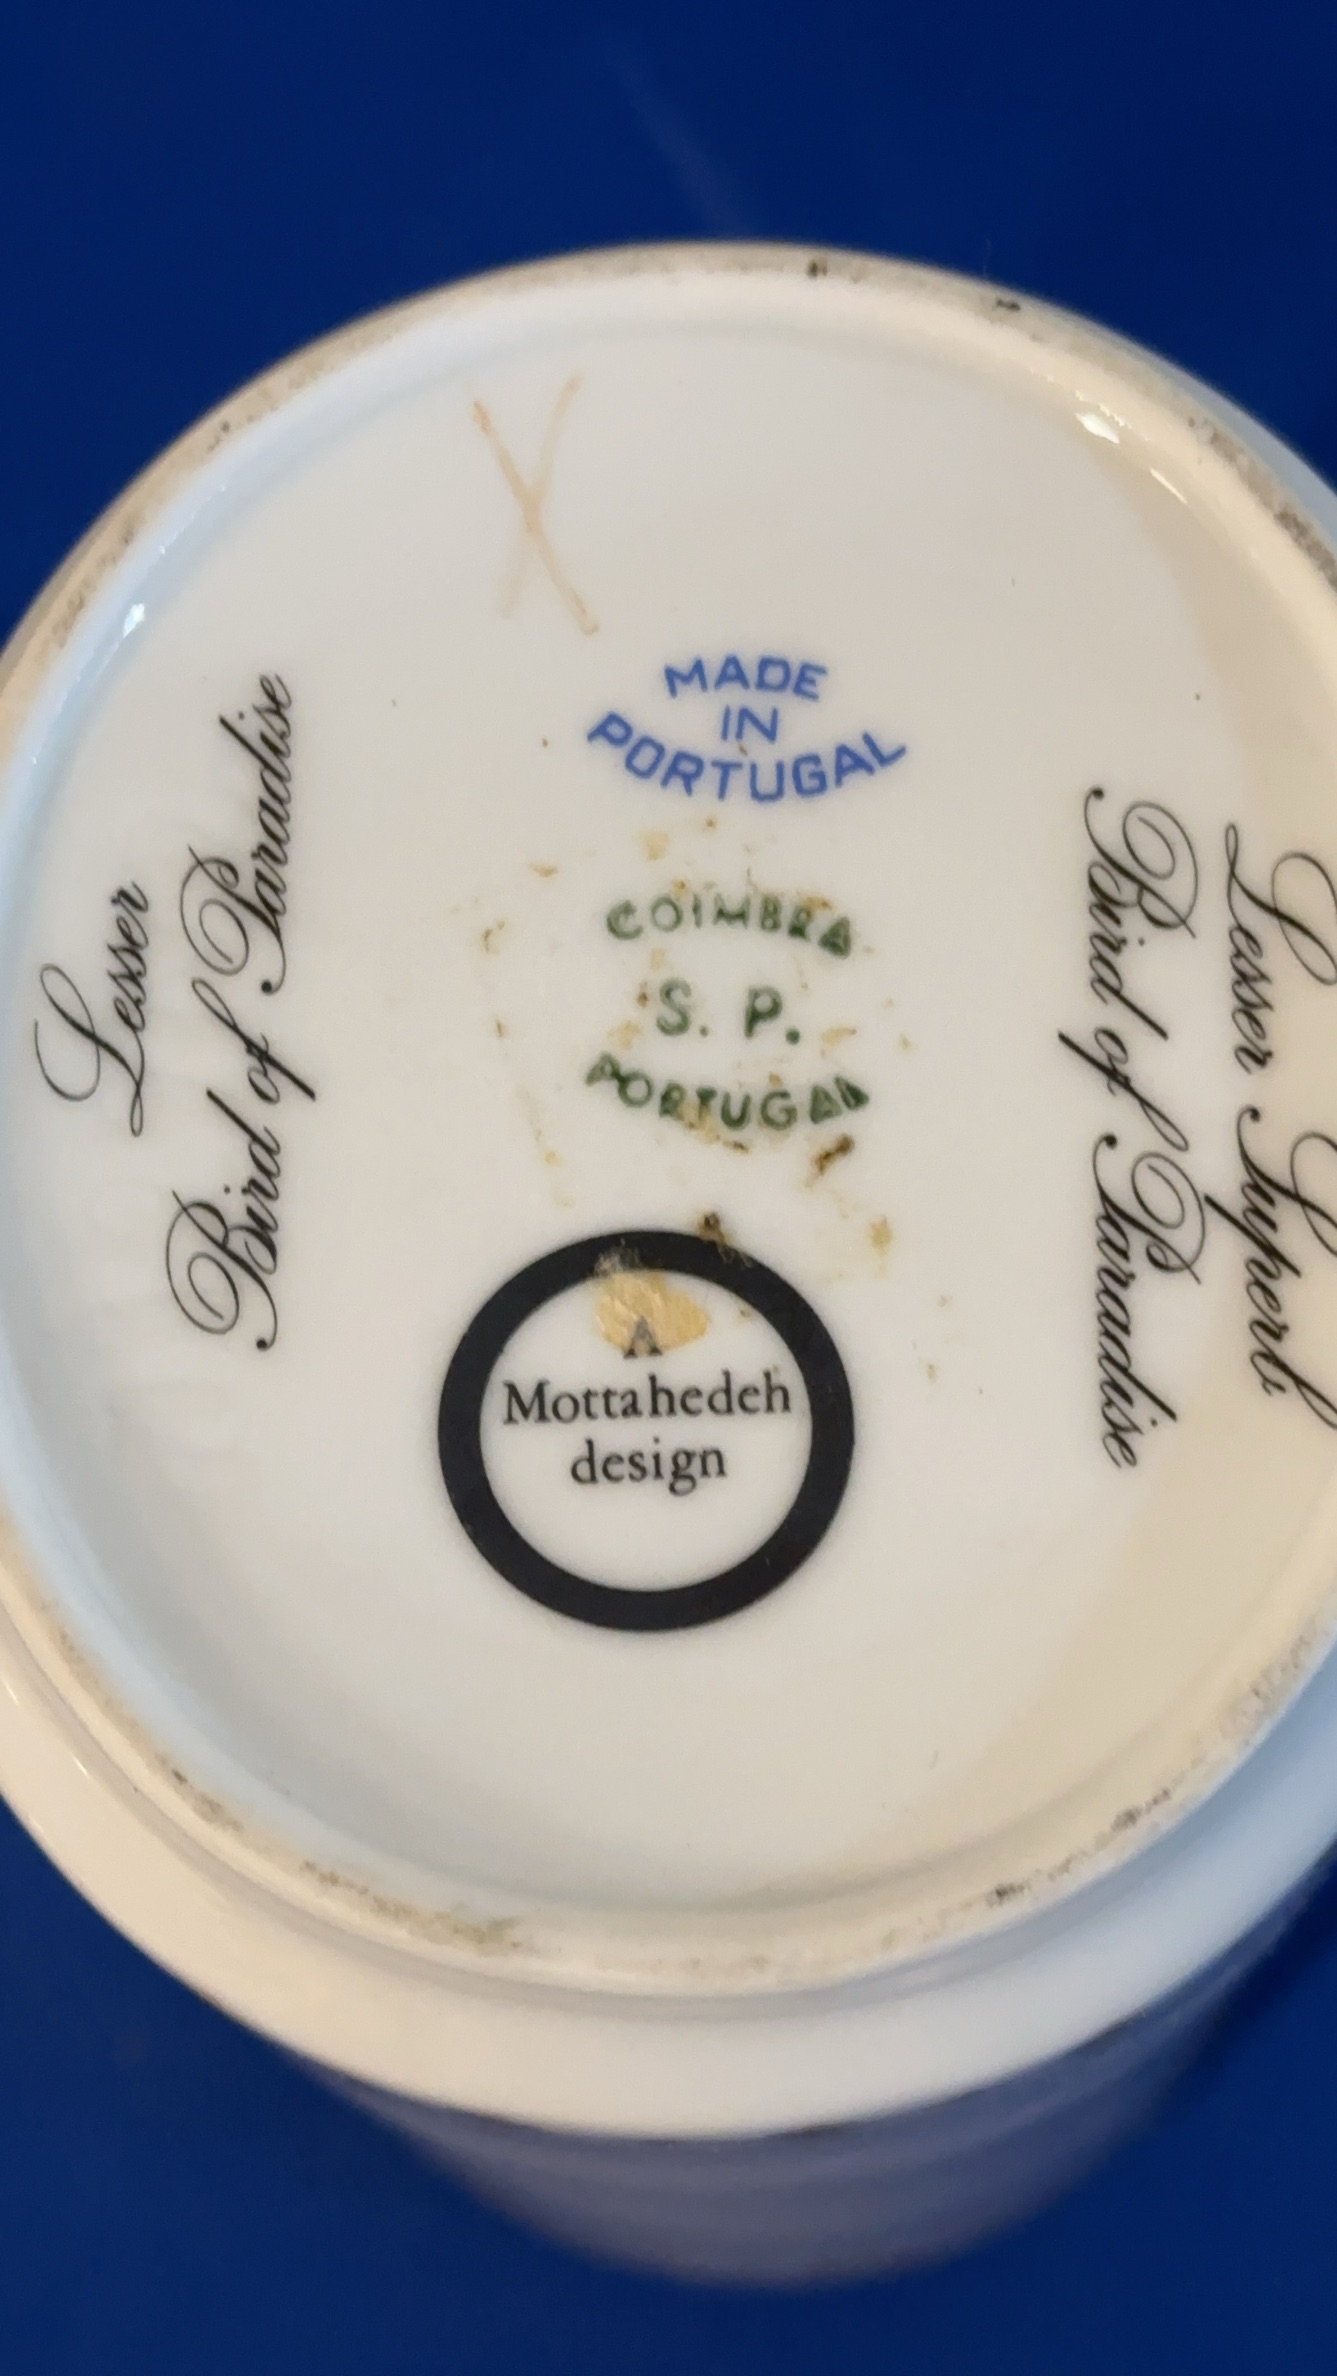 MADE
IN
PORTUGAL
COIMBRA
S. P.
PORTUGAL
A
Mottahedeh
design
Lesser
Bird of Paradise
Lesser Superb
Bird of Paradise